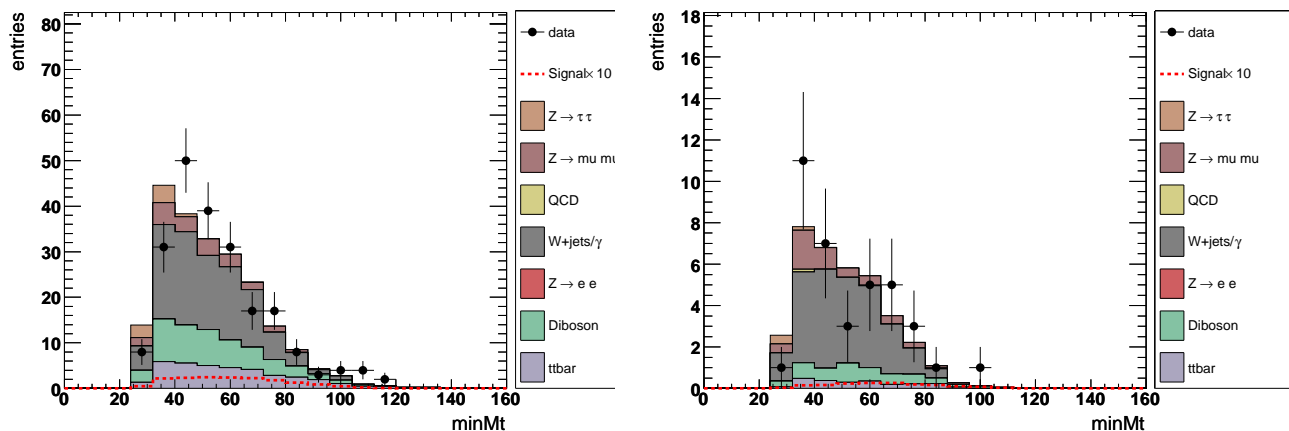 entries
80
70
60
50
40
30
20
10
0
0 20 40 60 80 100 120 140 160
minMt
data
Signal× 10
Z → τ τ
Z → mu mu
QCD
W+jets/γ
Z → e e
Diboson
ttbar
entries
18
16
14
12
10
8
6
4
2
0
0 20 40 60 80 100 120 140 160
minMt
data
Signal× 10
Z → τ τ
Z → mu mu
QCD
W+jets/γ
Z → e e
Diboson
ttbar